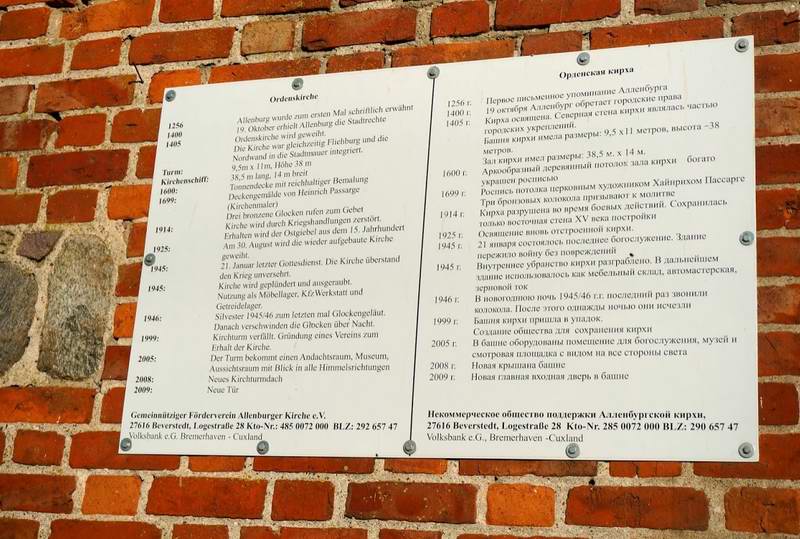 Ordenskirche
1256 Allenburg wurde zum ersten Mal schriftlich erwähnt
1400 19. Oktober erhielt Allenburg die Stadtrechte
1405 Ordenskirche wird geweiht.
Die Kirche war gleichzeitig Fliehburg und die
Nordwand in die Stadtmauer integriert.
Turm: 9,5m x 11m, Höhe 38 m
Kirchenschiff: 38,5 m lang, 14 m breit
1600: Tonnendecke mit reichhaltiger Bemalung
1699: Deckengemälde von Heinrich Passarge
(Kirchenmaler)
Drei bronzene Glocken rufen zum Gebet
1914: Kirche wird durch Kriegshandlungen zerstört.
Erhalten wird der Ostgiebel aus dem 15. Jahrhundert
1925: Am 30. August wird die wieder aufgebaute Kirche
geweiht.
1945: 21. Januar letzter Gottesdienst. Die Kirche überstand
den Krieg unversehrt.
1945: Kirche wird geplündert und ausgeraubt.
Nutzung als Möbellager, KfzWerkstatt und
Getreidelager.
1946: Silvester 1945/46 zum letzten mal Glockengeläut.
Danach verschwinden die Glocken über Nacht.
1999: Kirchturm verfällt. Gründung eines Vereins zum
Erhalt der Kirche.
2005: Der Turm bekommt einen Andachtsraum, Museum,
Aussichtsraum mit Blick in alle Himmelsrichtungen
2008: Neues Kirchturmdach
2009: Neue Tür
Gemeinnütziger Förderverein Allenburger Kirche e.V.
27616 Beverstedt, Logestraße 28 Kto-Nr.: 485 0072 000 BLZ: 292 657 47
Volksbank e.G. Bremerhaven - Cuxland
Орденская кирха
1256 г. Первое письменное упоминание Алленбурга
1400 г. 19 октября Алленбург обретает городские права
1405 г. Кирха освящена. Северная стена кирхи являлась частью
городских укреплений.
Башня кирхи имела размеры: 9,5 х11 метров, высота –38
метров.
Зал кирхи имел размеры: 38,5 м. х 14 м.
1600 г. Аркообразный деревянный потолок зала кирхи богато
украшен росписью
1699 г. Роспись потолка церковным художником Хайнрихом Пассарге
Три бронзовых колокола призывают к молитве
1914 г. Кирха разрушена во время боевых действий. Сохранилась
только восточная стена XV века постройки
1925 г. Освящение вновь отстроенной кирхи.
1945 г. 21 января состоялось последнее богослужение. Здание
пережило войну без повреждений
1945 г. Внутреннее убранство кирхи разграблено. В дальнейшем
здание использовалось как мебельный склад, автомастерская,
зерновой ток
1946 г. В новогоднюю ночь 1945/46 г.г. последний раз звонили
колокола. После этого однажды ночью они исчезли
1999 г. Башня кирхи пришла в упадок.
Создание общества для сохранения кирхи
2005 г. В башне оборудованы помещение для богослужения, музей и
смотровая площадка с видом на все стороны света
2008 г. Новая крышана башне
2009 г. Новая главная входная дверь в башне
Некоммерческое общество поддержки Алленбургской кирхи,
27616 Beverstedt, Logestraße 28 Kto-Nr. 285 0072 000 BLZ: 290 657 47
Volksbank e.G., Bremerhaven -Cuxland